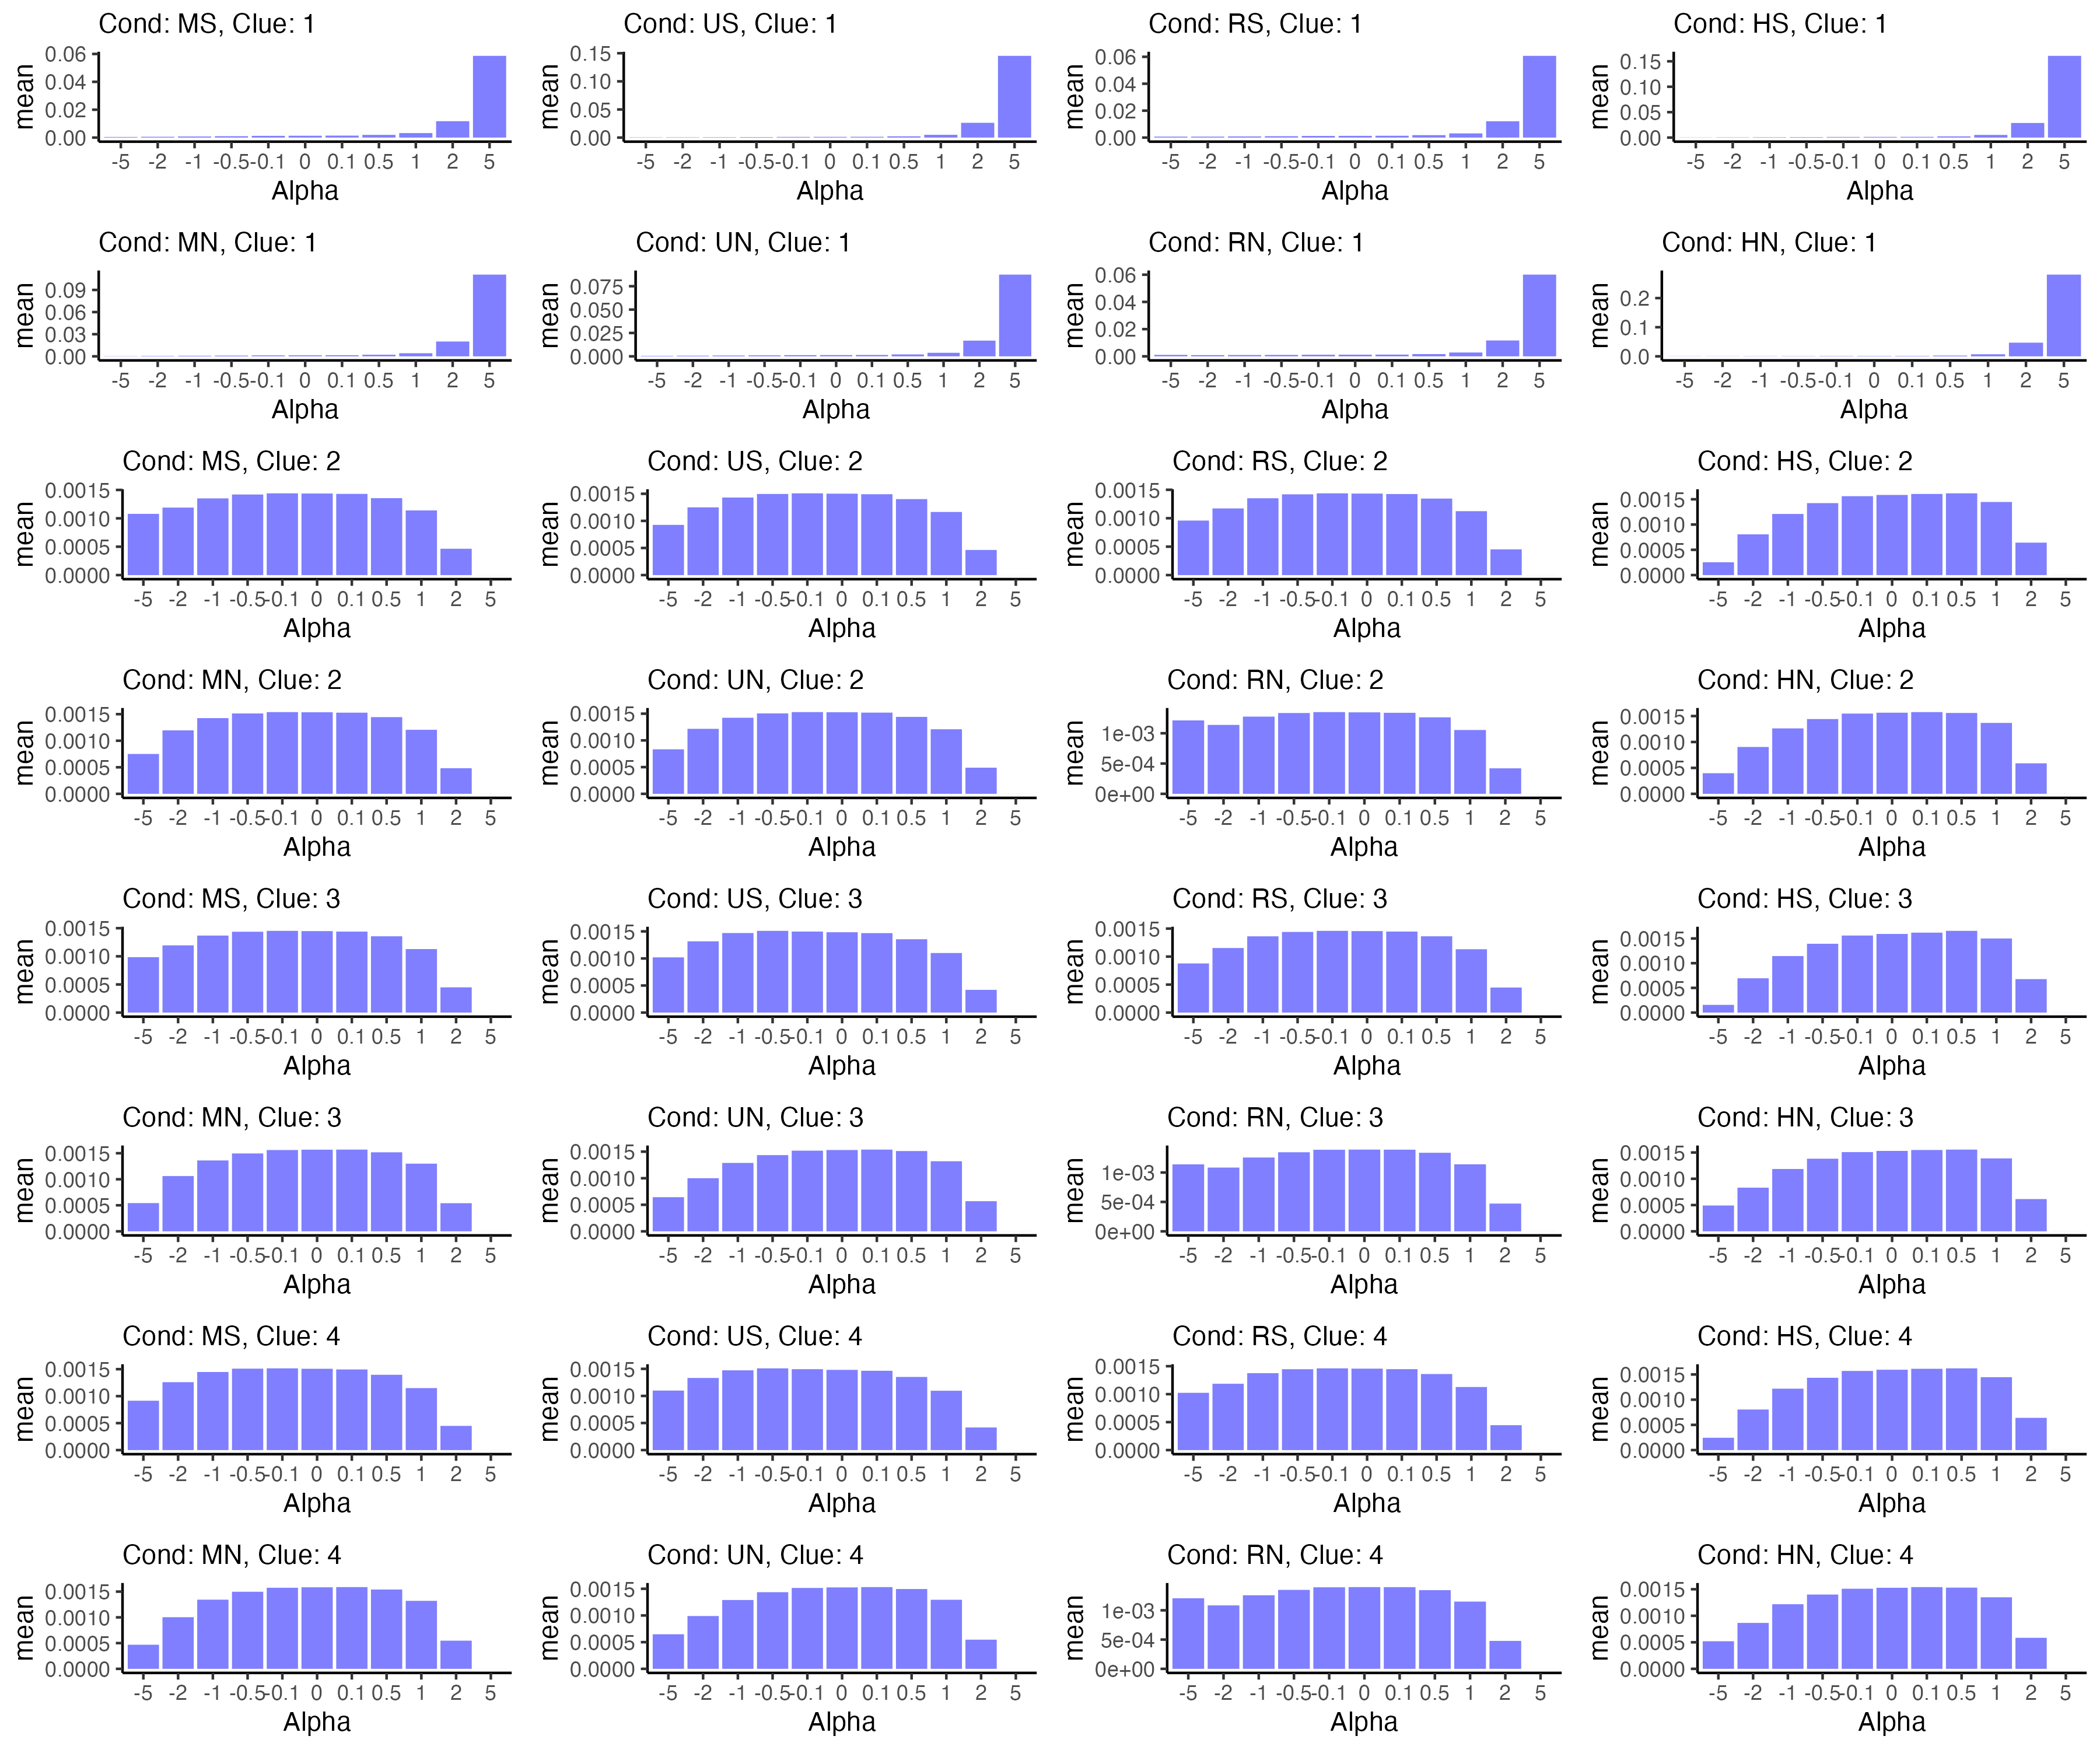 Cond: MS, Clue: 1
mean
0.06
0.04
0.02
0.00
-5 -2 -1 -0.5 -0.1 0 0.1 0.5 1 2 5
Alpha
Cond: US, Clue: 1
mean
0.15
0.10
0.05
0.00
-5 -2 -1 -0.5 -0.1 0 0.1 0.5 1 2 5
Alpha
Cond: RS, Clue: 1
mean
0.06
0.04
0.02
0.00
-5 -2 -1 -0.5 -0.1 0 0.1 0.5 1 2 5
Alpha
Cond: HS, Clue: 1
mean
0.15
0.10
0.05
0.00
-5 -2 -1 -0.5 -0.1 0 0.1 0.5 1 2 5
Alpha
Cond: MN, Clue: 1
mean
0.09
0.06
0.03
0.00
-5 -2 -1 -0.5 -0.1 0 0.1 0.5 1 2 5
Alpha
Cond: UN, Clue: 1
mean
0.075
0.050
0.025
0.000
-5 -2 -1 -0.5 -0.1 0 0.1 0.5 1 2 5
Alpha
Cond: RN, Clue: 1
mean
0.06
0.04
0.02
0.00
-5 -2 -1 -0.5 -0.1 0 0.1 0.5 1 2 5
Alpha
Cond: HN, Clue: 1
mean
0.2
0.1
0.0
-5 -2 -1 -0.5 -0.1 0 0.1 0.5 1 2 5
Alpha
Cond: MS, Clue: 2
mean
0.0015
0.0010
0.0005
0.0000
-5 -2 -1 -0.5 -0.1 0 0.1 0.5 1 2 5
Alpha
Cond: US, Clue: 2
mean
0.0015
0.0010
0.0005
0.0000
-5 -2 -1 -0.5 -0.1 0 0.1 0.5 1 2 5
Alpha
Cond: RS, Clue: 2
mean
0.0015
0.0010
0.0005
0.0000
-5 -2 -1 -0.5 -0.1 0 0.1 0.5 1 2 5
Alpha
Cond: HS, Clue: 2
mean
0.0015
0.0010
0.0005
0.0000
-5 -2 -1 -0.5 -0.1 0 0.1 0.5 1 2 5
Alpha
Cond: MN, Clue: 2
mean
0.0015
0.0010
0.0005
0.0000
-5 -2 -1 -0.5 -0.1 0 0.1 0.5 1 2 5
Alpha
Cond: UN, Clue: 2
mean
0.0015
0.0010
0.0005
0.0000
-5 -2 -1 -0.5 -0.1 0 0.1 0.5 1 2 5
Alpha
Cond: RN, Clue: 2
mean
1e-03
5e-04
0e+00
-5 -2 -1 -0.5 -0.1 0 0.1 0.5 1 2 5
Alpha
Cond: HN, Clue: 2
mean
0.0015
0.0010
0.0005
0.0000
-5 -2 -1 -0.5 -0.1 0 0.1 0.5 1 2 5
Alpha
Cond: MS, Clue: 3
mean
0.0015
0.0010
0.0005
0.0000
-5 -2 -1 -0.5 -0.1 0 0.1 0.5 1 2 5
Alpha
Cond: US, Clue: 3
mean
0.0015
0.0010
0.0005
0.0000
-5 -2 -1 -0.5 -0.1 0 0.1 0.5 1 2 5
Alpha
Cond: RS, Clue: 3
mean
0.0015
0.0010
0.0005
0.0000
-5 -2 -1 -0.5 -0.1 0 0.1 0.5 1 2 5
Alpha
Cond: HS, Clue: 3
mean
0.0015
0.0010
0.0005
0.0000
-5 -2 -1 -0.5 -0.1 0 0.1 0.5 1 2 5
Alpha
Cond: MN, Clue: 3
mean
0.0015
0.0010
0.0005
0.0000
-5 -2 -1 -0.5 -0.1 0 0.1 0.5 1 2 5
Alpha
Cond: UN, Clue: 3
mean
0.0015
0.0010
0.0005
0.0000
-5 -2 -1 -0.5 -0.1 0 0.1 0.5 1 2 5
Alpha
Cond: RN, Clue: 3
mean
1e-03
5e-04
0e+00
-5 -2 -1 -0.5 -0.1 0 0.1 0.5 1 2 5
Alpha
Cond: HN, Clue: 3
mean
0.0015
0.0010
0.0005
0.0000
-5 -2 -1 -0.5 -0.1 0 0.1 0.5 1 2 5
Alpha
Cond: MS, Clue: 4
mean
0.0015
0.0010
0.0005
0.0000
-5 -2 -1 -0.5 -0.1 0 0.1 0.5 1 2 5
Alpha
Cond: US, Clue: 4
mean
0.0015
0.0010
0.0005
0.0000
-5 -2 -1 -0.5 -0.1 0 0.1 0.5 1 2 5
Alpha
Cond: RS, Clue: 4
mean
0.0015
0.0010
0.0005
0.0000
-5 -2 -1 -0.5 -0.1 0 0.1 0.5 1 2 5
Alpha
Cond: HS, Clue: 4
mean
0.0015
0.0010
0.0005
0.0000
-5 -2 -1 -0.5 -0.1 0 0.1 0.5 1 2 5
Alpha
Cond: MN, Clue: 4
mean
0.0015
0.0010
0.0005
0.0000
-5 -2 -1 -0.5 -0.1 0 0.1 0.5 1 2 5
Alpha
Cond: UN, Clue: 4
mean
0.0015
0.0010
0.0005
0.0000
-5 -2 -1 -0.5 -0.1 0 0.1 0.5 1 2 5
Alpha
Cond: RN, Clue: 4
mean
1e-03
5e-04
0e+00
-5 -2 -1 -0.5 -0.1 0 0.1 0.5 1 2 5
Alpha
Cond: HN, Clue: 4
mean
0.0015
0.0010
0.0005
0.0000
-5 -2 -1 -0.5 -0.1 0 0.1 0.5 1 2 5
Alpha